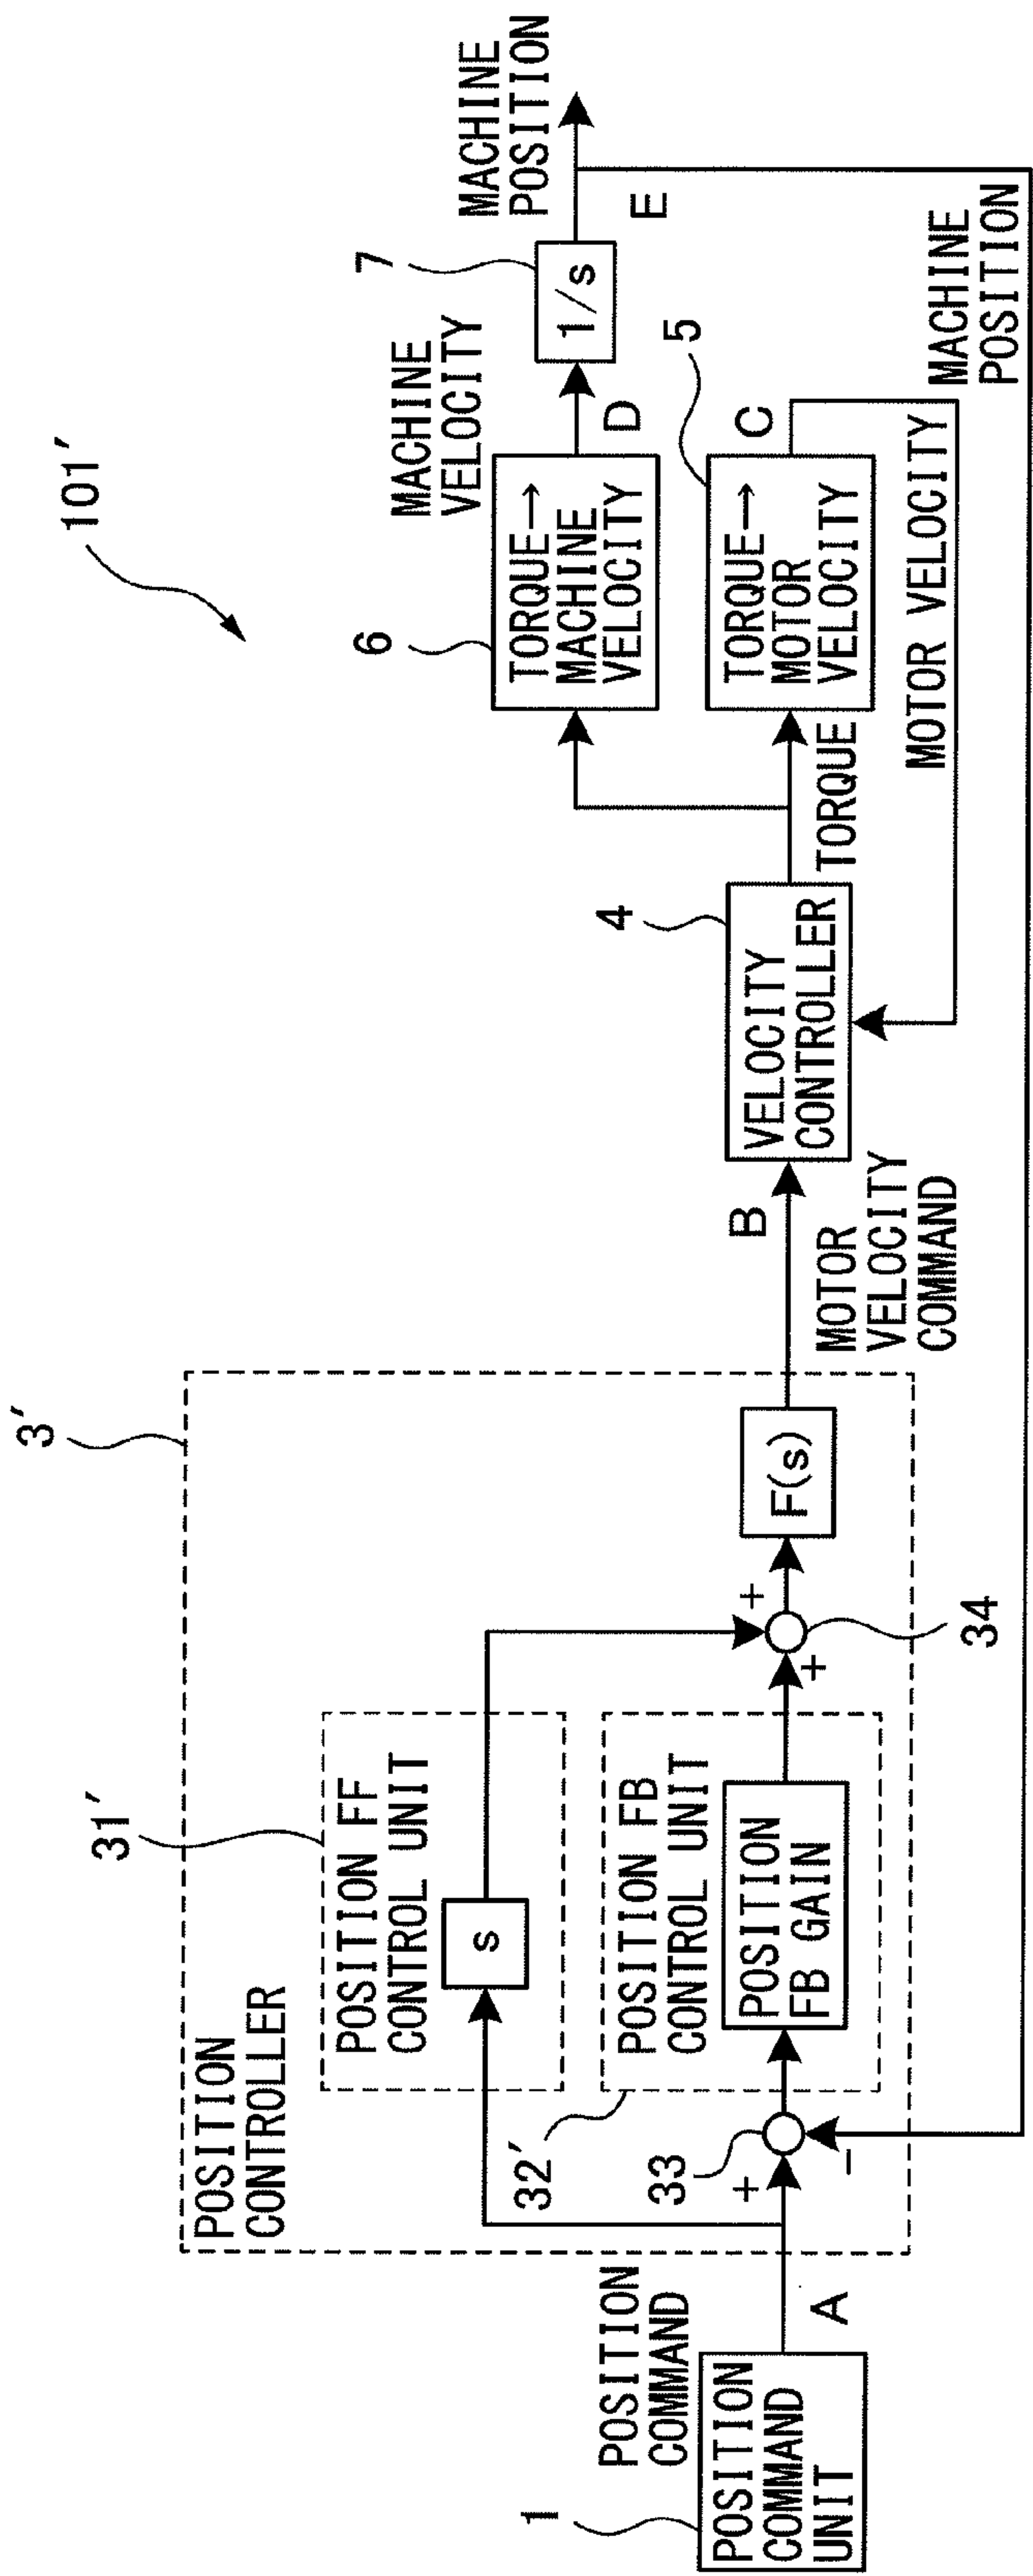 101′
POSITION
COMMAND
UNIT
1
POSITION
COMMAND
A
POSITION
CONTROLLER
3′
31′
POSITION FF
CONTROL UNIT
s
32′
POSITION FB
CONTROL UNIT
POSITION
FB GAIN
33
+
−
34
+
+
F(s)
B
MOTOR
VELOCITY
COMMAND
4
VELOCITY
CONTROLLER
TORQUE
6
TORQUE→
MACHINE
VELOCITY
5
TORQUE→
MOTOR
VELOCITY
MACHINE
VELOCITY
D
C
MOTOR VELOCITY
7
1/s
MACHINE
POSITION
E
MACHINE
POSITION